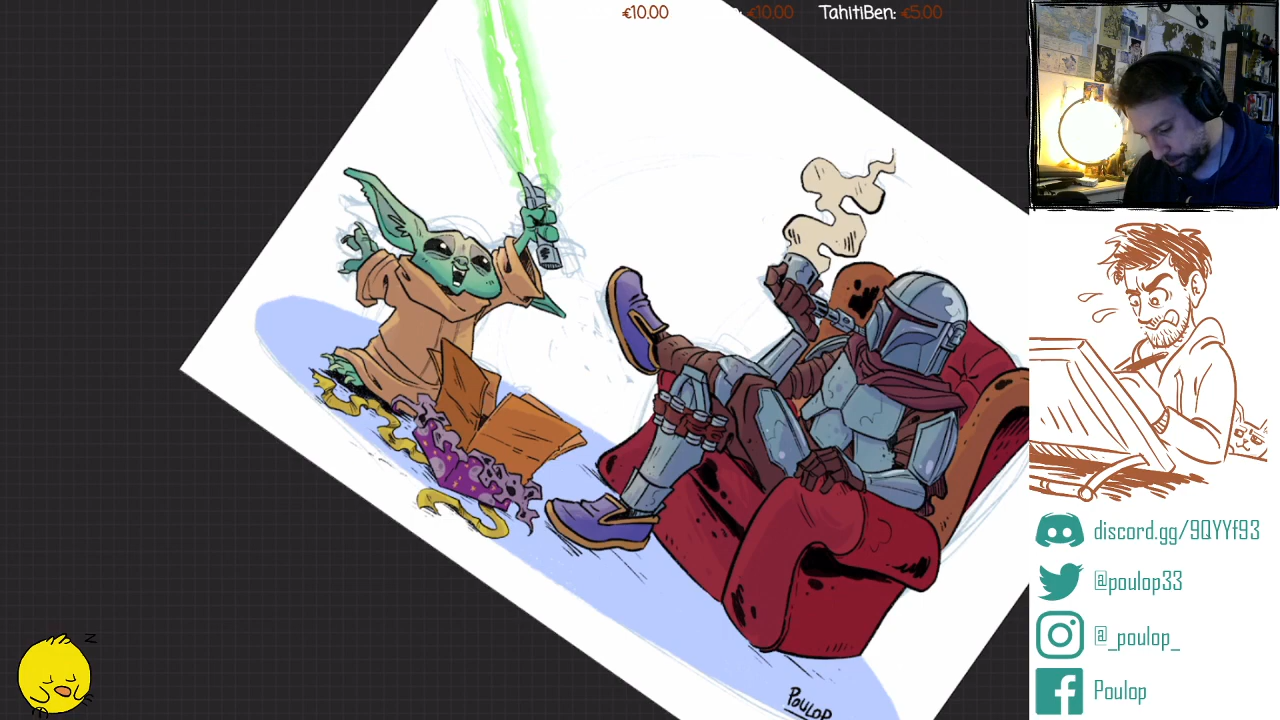 €10.00
€10.00 TahitiBen: €5.00
z
POULOP
discord.gg/9QYYf93
@poulop33
@_poulop_
Poulop